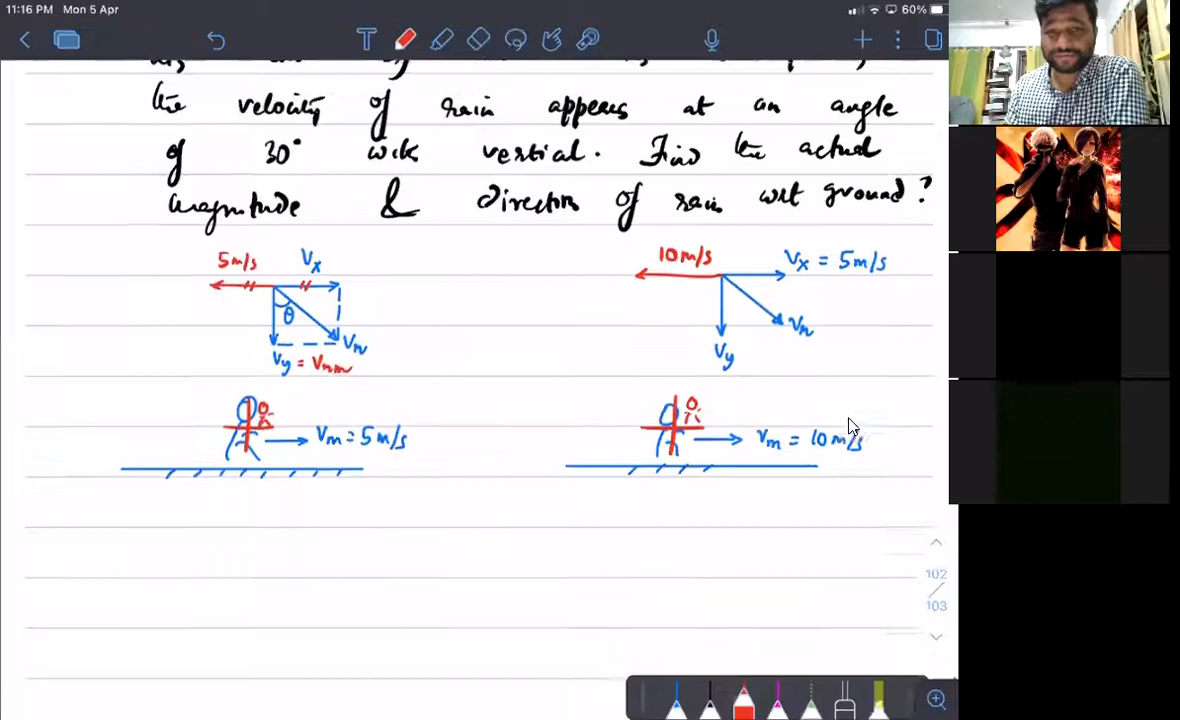 11:16 PM Mon 5 Apr
60%
the velocity of rain appears at an angle
of 30° with vertial. Find the actual
magnitude & direction of rain wrt ground?
5m/s Vx
θ
Vy = Vrm
Vr
10m/s Vx = 5m/s
Vr
Vy
Vm = 5m/s
Vm = 10m/s
102
103